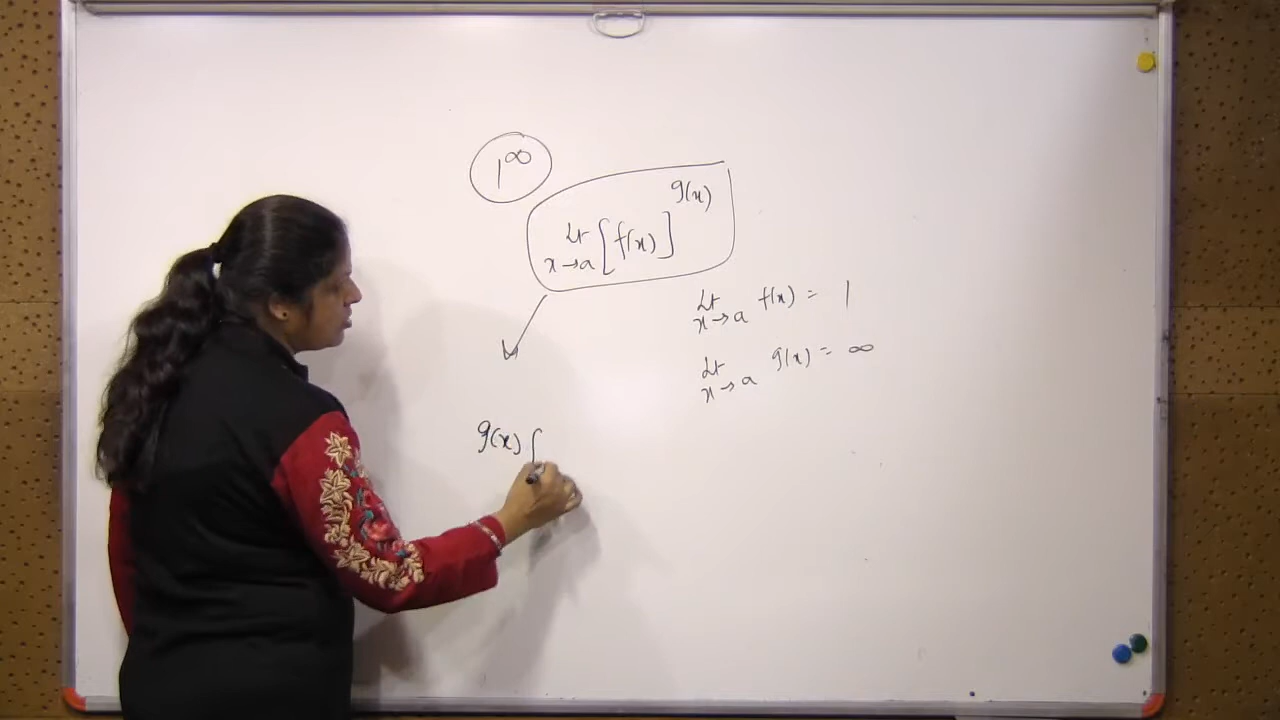 1^∞
Lt [f(x)]^g(x)
x→a
Lt f(x) = 1
x→a
Lt g(x) = ∞
x→a
g(x) [